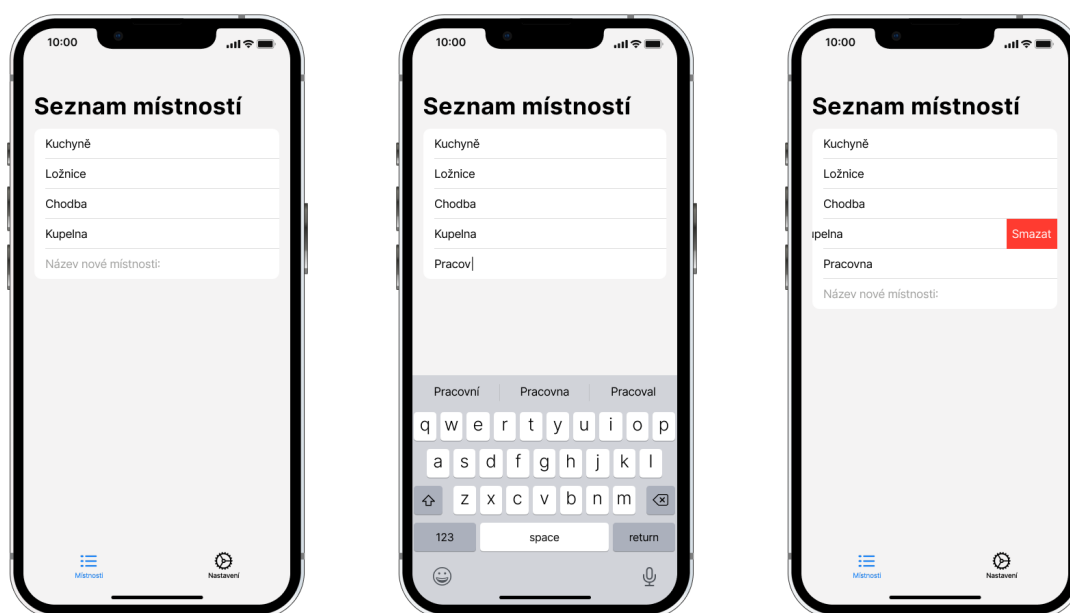 10:00
Seznam místností
Kuchyně
Ložnice
Chodba
Kupelna
Název nové místnosti:
Místnosti
Nastavení
10:00
Seznam místností
Kuchyně
Ložnice
Chodba
Kupelna
Pracov
Pracovní Pracovna Pracoval
q w e r t y u i o p
a s d f g h j k l
z x c v b n m
123 space return
10:00
Seznam místností
Kuchyně
Ložnice
Chodba
upelna Smazat
Pracovna
Název nové místnosti:
Místnosti
Nastavení